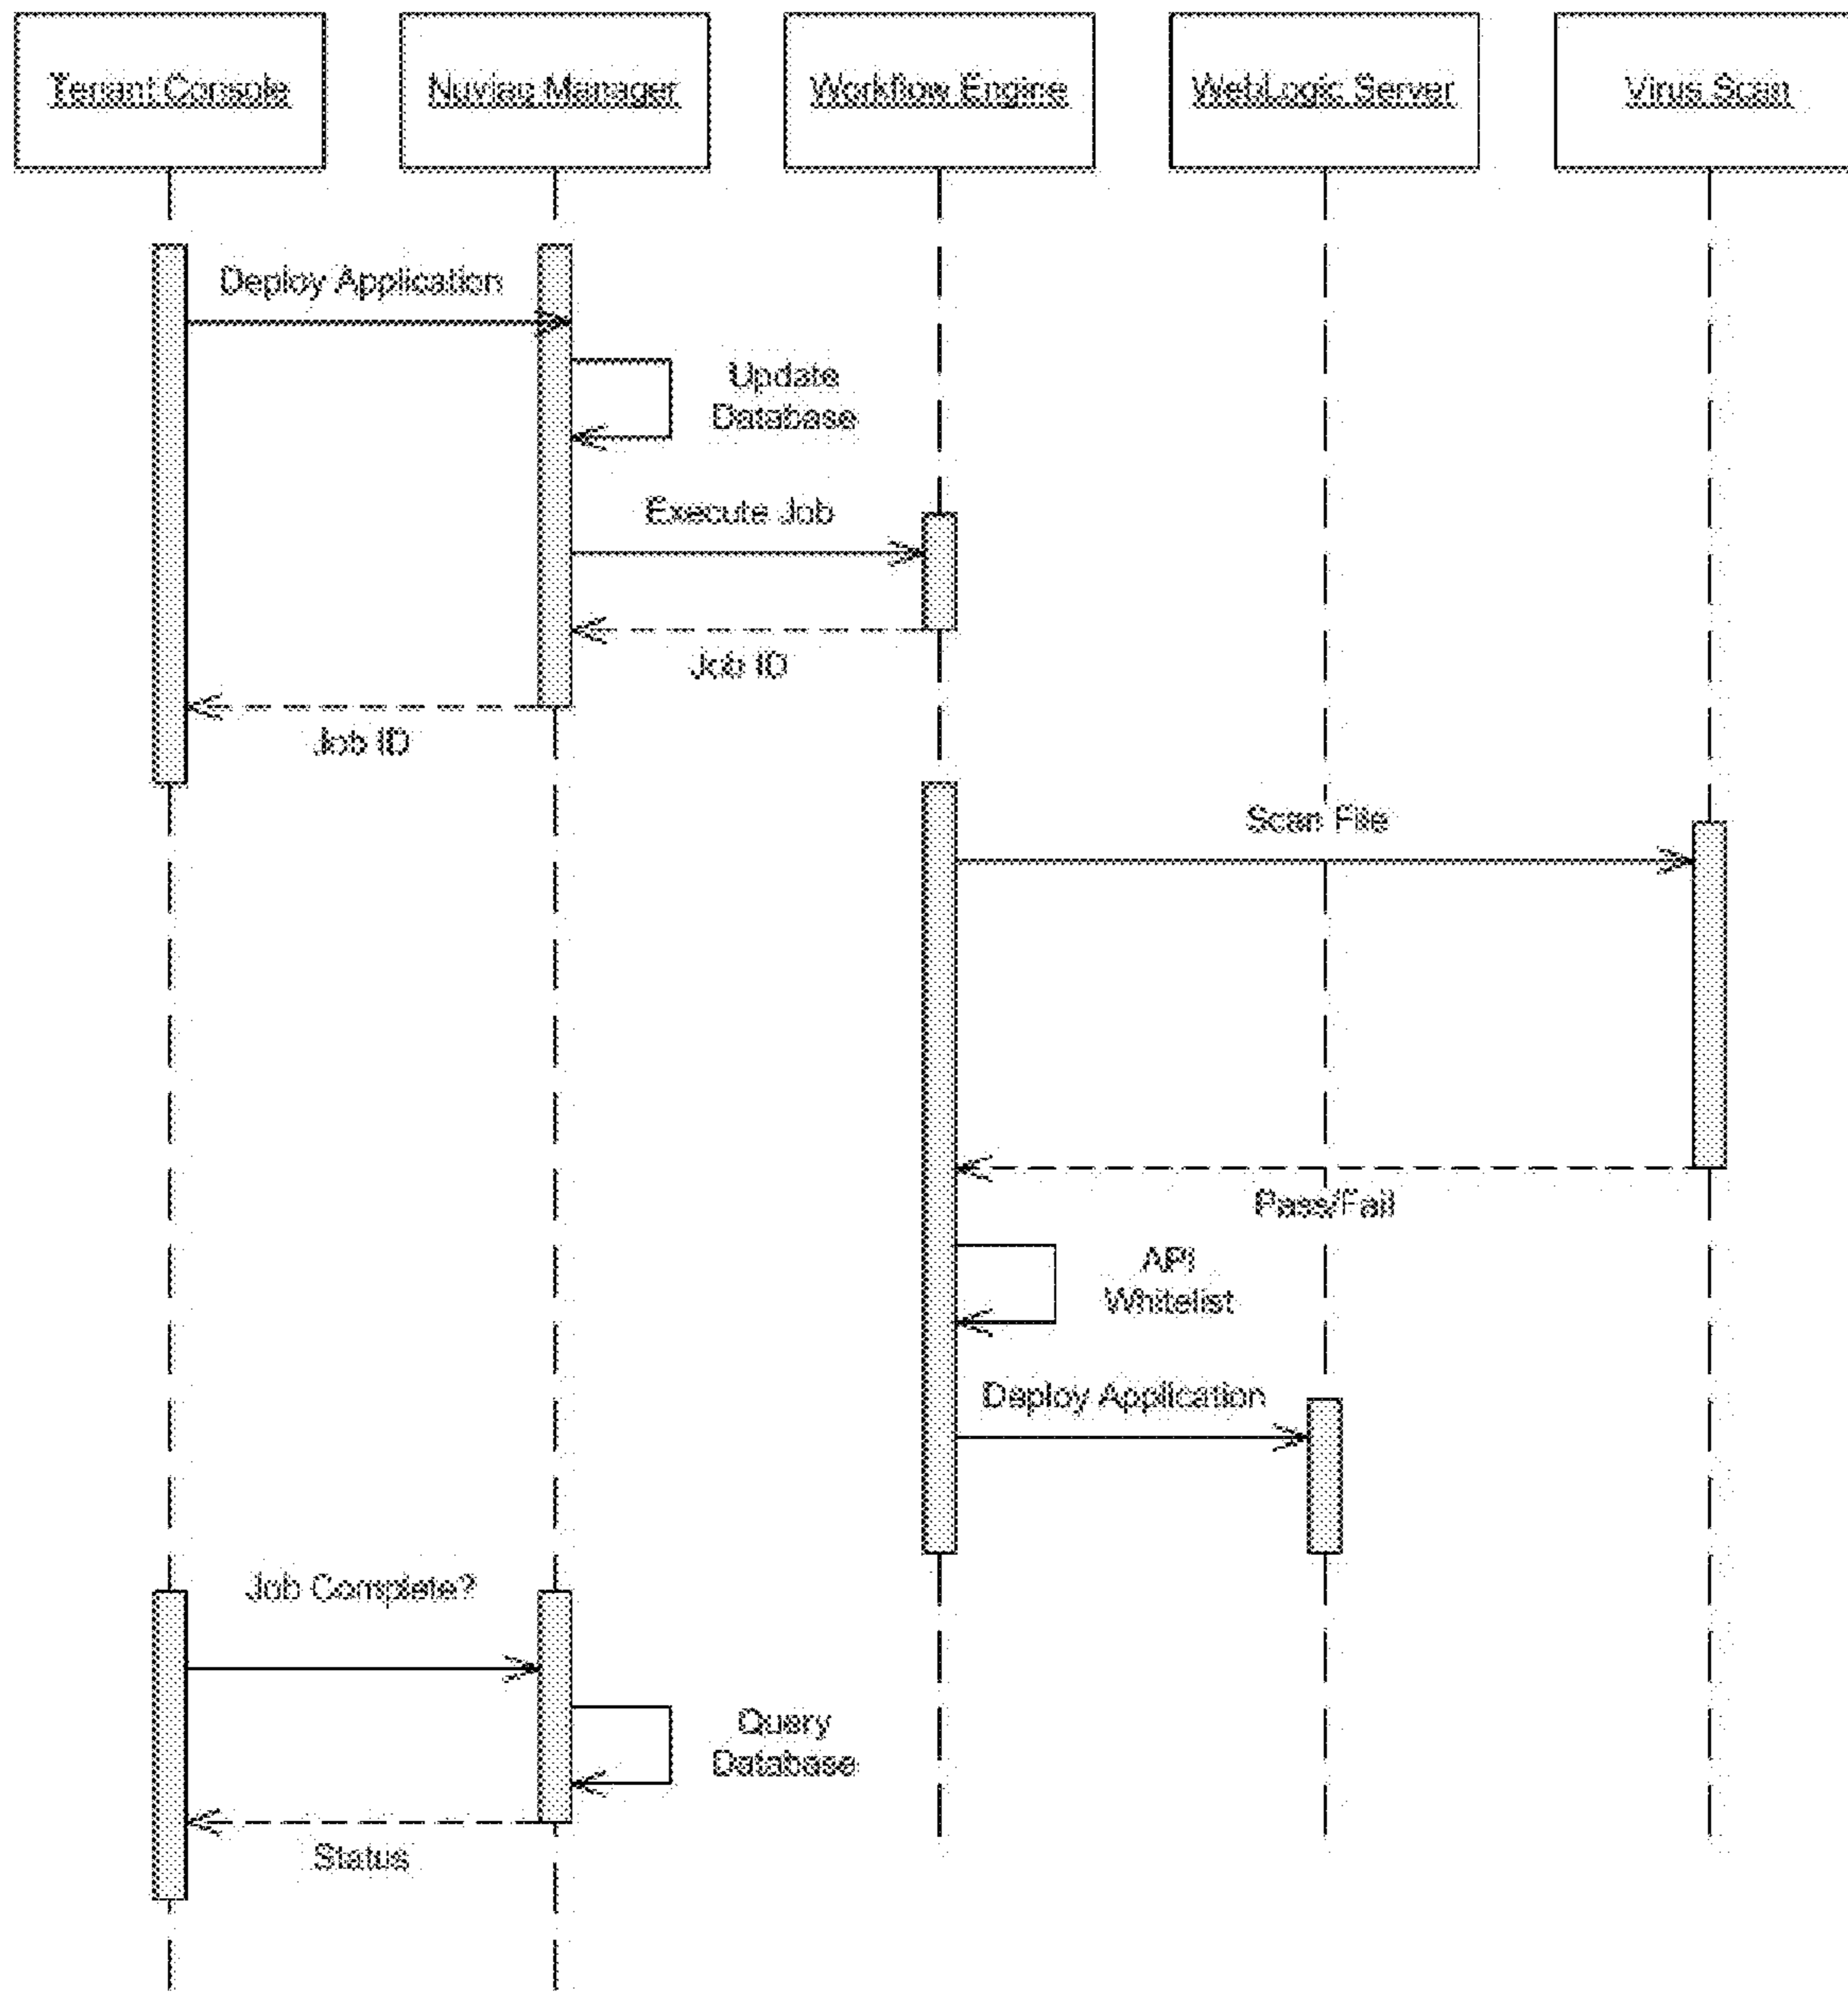 Tenant Console
Nuviaq Manager
Workflow Engine
WebLogic Server
Virus Scan
Deploy Application
Update
Database
Execute Job
Job ID
Job ID
Scan File
Pass/Fail
API
Whitelist
Deploy Application
Job Complete?
Query
Database
Status